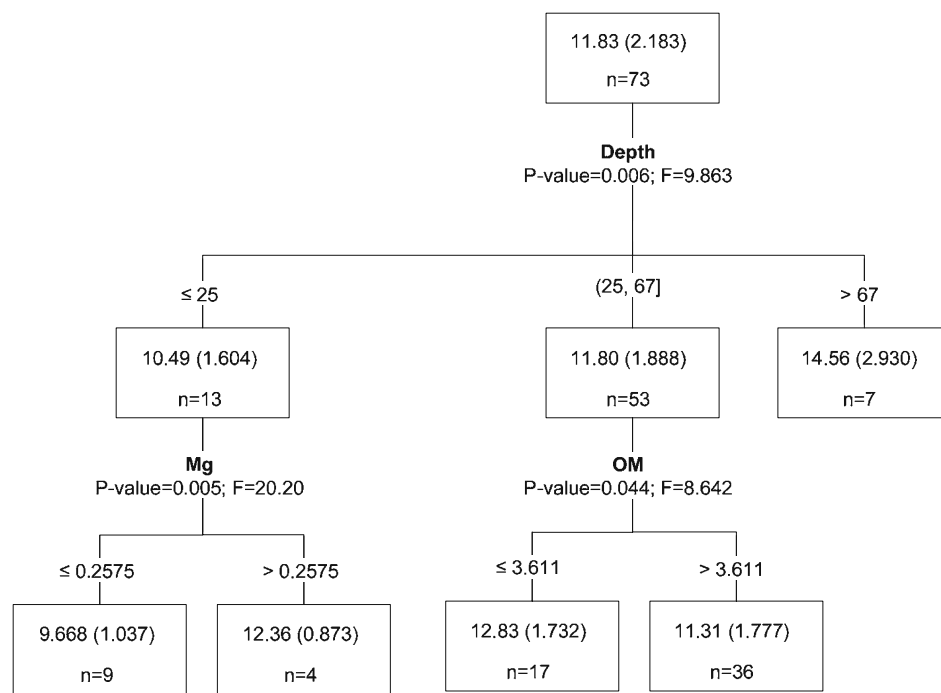 11.83 (2.183)
n=73
Depth
P-value=0.006; F=9.863
≤ 25
(25, 67]
> 67
10.49 (1.604)
n=13
11.80 (1.888)
n=53
14.56 (2.930)
n=7
Mg
P-value=0.005; F=20.20
OM
P-value=0.044; F=8.642
≤ 0.2575
> 0.2575
≤ 3.611
> 3.611
9.668 (1.037)
n=9
12.36 (0.873)
n=4
12.83 (1.732)
n=17
11.31 (1.777)
n=36